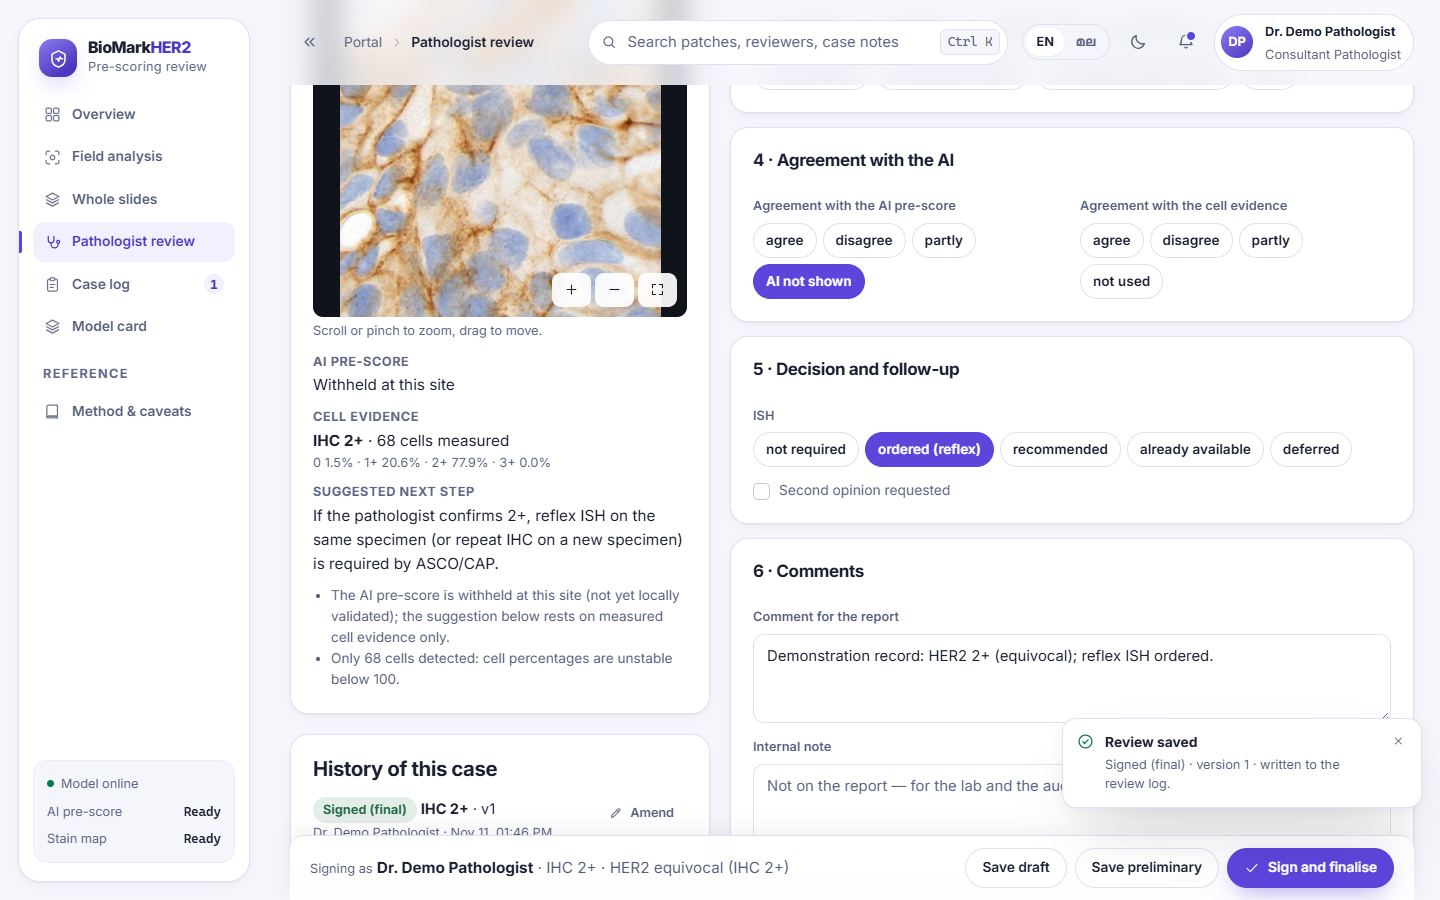 BioMarkHER2
Pre-scoring review
Overview
Field analysis
Whole slides
Pathologist review
Case log 1
Model card
REFERENCE
Method & caveats
Model online
AI pre-score Ready
Stain map Ready
Portal Pathologist review
Search patches, reviewers, case notes Ctrl K
EN മല
DP
Dr. Demo Pathologist
Consultant Pathologist
Scroll or pinch to zoom, drag to move.
AI PRE-SCORE
Withheld at this site
CELL EVIDENCE
IHC 2+ · 68 cells measured
0 1.5% · 1+ 20.6% · 2+ 77.9% · 3+ 0.0%
SUGGESTED NEXT STEP
If the pathologist confirms 2+, reflex ISH on the
same specimen (or repeat IHC on a new specimen)
is required by ASCO/CAP.
• The AI pre-score is withheld at this site (not yet locally
validated); the suggestion below rests on measured
cell evidence only.
• Only 68 cells detected: cell percentages are unstable
below 100.
History of this case
Signed (final) IHC 2+ · v1
Amend
Dr. Demo Pathologist · Nov 11, 01:46 PM
4 · Agreement with the AI
Agreement with the AI pre-score
agree disagree partly
AI not shown
Agreement with the cell evidence
agree disagree partly
not used
5 · Decision and follow-up
ISH
not required ordered (reflex) recommended already available deferred
Second opinion requested
6 · Comments
Comment for the report
Demonstration record: HER2 2+ (equivocal); reflex ISH ordered.
Internal note
Not on the report — for the lab and the au
Review saved
Signed (final) · version 1 · written to the
review log.
Signing as Dr. Demo Pathologist · IHC 2+ · HER2 equivocal (IHC 2+)
Save draft Save preliminary Sign and finalise